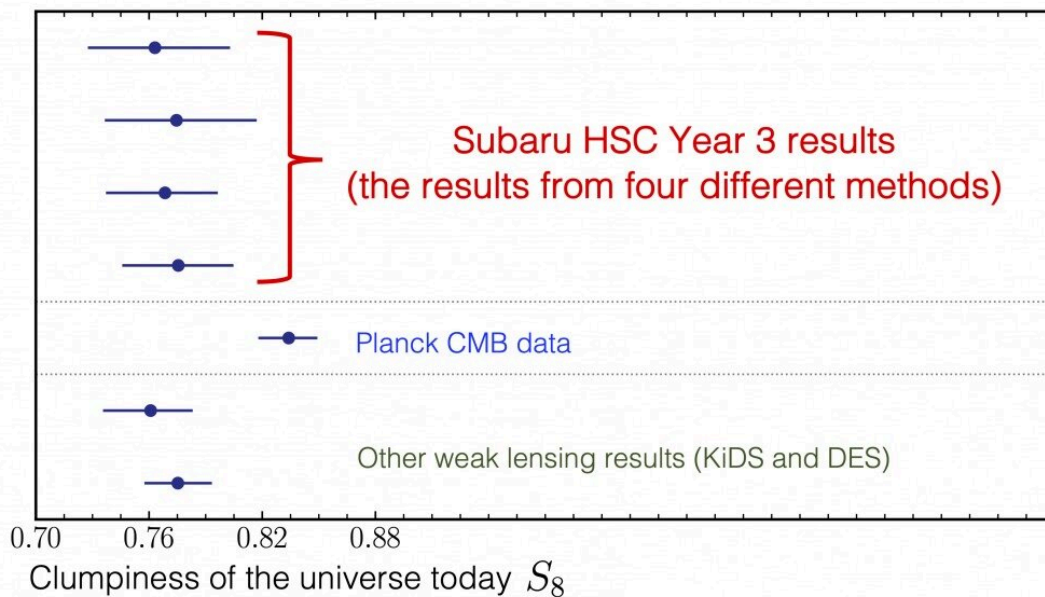 Subaru HSC Year 3 results
(the results from four different methods)
Planck CMB data
Other weak lensing results (KiDS and DES)
0.70 0.76 0.82 0.88
Clumpiness of the universe today S₈